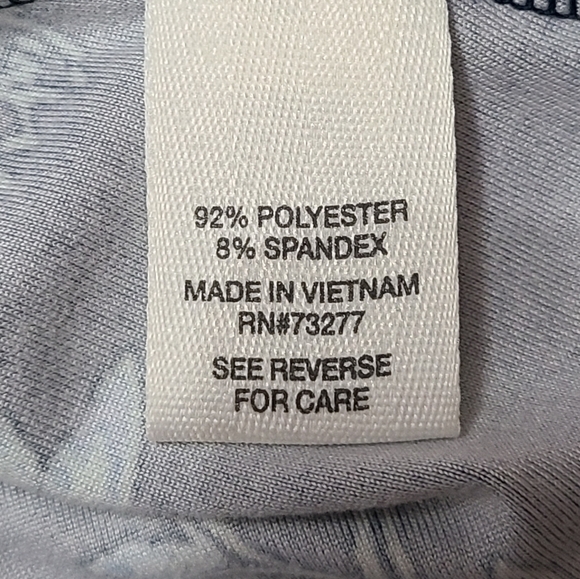 92% POLYESTER
8% SPANDEX
MADE IN VIETNAM
RN#73277
SEE REVERSE
FOR CARE